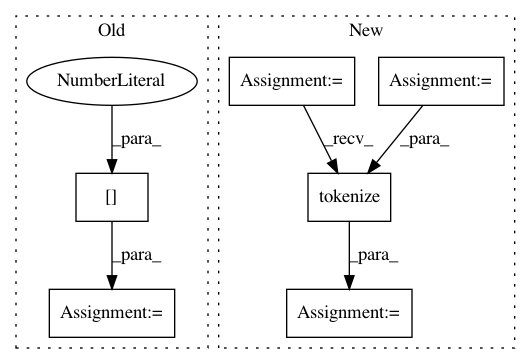 Old
New
NumberLiteral
Assignment:=
Assignment:=
_para_
_recv_
_para_
[]
tokenize
_para_
_para_
Assignment:=
Assignment:=